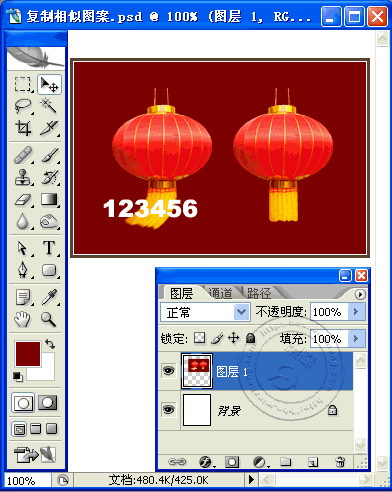 复制相似图案.psd @ 100% (图层 1, RG...
123456
图层 通道 路径
正常 不透明度: 100%
锁定: 填充: 100%
图层 1
背景
100% 文档:480.4K/425.0K